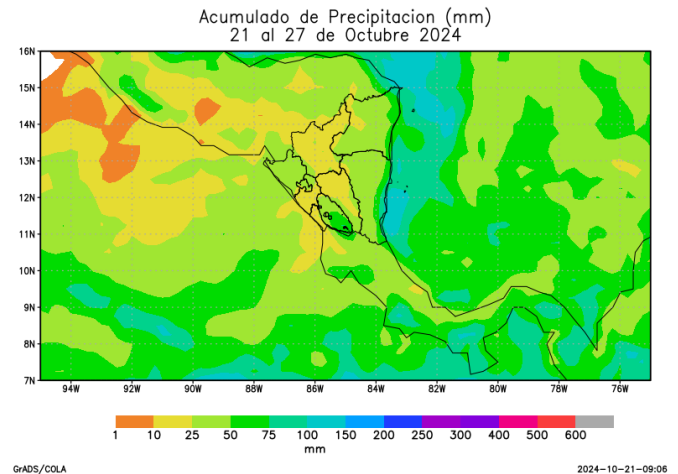 Acumulado de Precipitacion (mm)
21 al 27 de Octubre 2024
16N
15N
14N
13N
12N
11N
10N
9N
8N
7N
94W 92W 90W 88W 86W 84W 82W 80W 78W 76W
1 10 25 50 75 100 150 200 250 300 400 500 600
mm
GrADS/COLA 2024-10-21-09:06